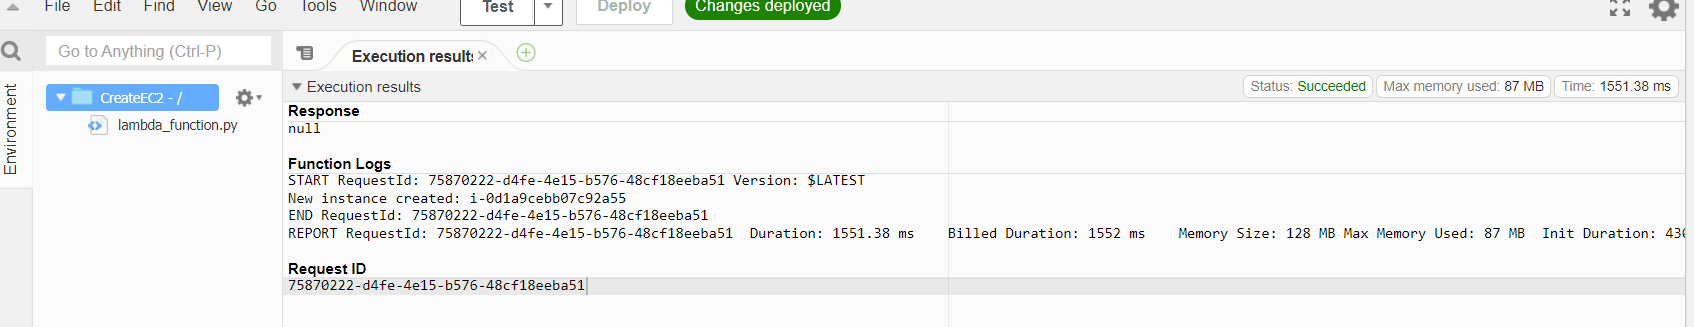 File Edit Find View Go Tools Window Test Deploy Changes deployed
Go to Anything (Ctrl-P)
Execution results
Environment
CreateEC2 - /
lambda_function.py
Execution results
Status: Succeeded Max memory used: 87 MB Time: 1551.38 ms
Response
null
Function Logs
START RequestId: 75870222-d4fe-4e15-b576-48cf18eeba51 Version: $LATEST
New instance created: i-0d1a9cebb07c92a55
END RequestId: 75870222-d4fe-4e15-b576-48cf18eeba51
REPORT RequestId: 75870222-d4fe-4e15-b576-48cf18eeba51 Duration: 1551.38 ms Billed Duration: 1552 ms Memory Size: 128 MB Max Memory Used: 87 MB Init Duration:
Request ID
75870222-d4fe-4e15-b576-48cf18eeba51